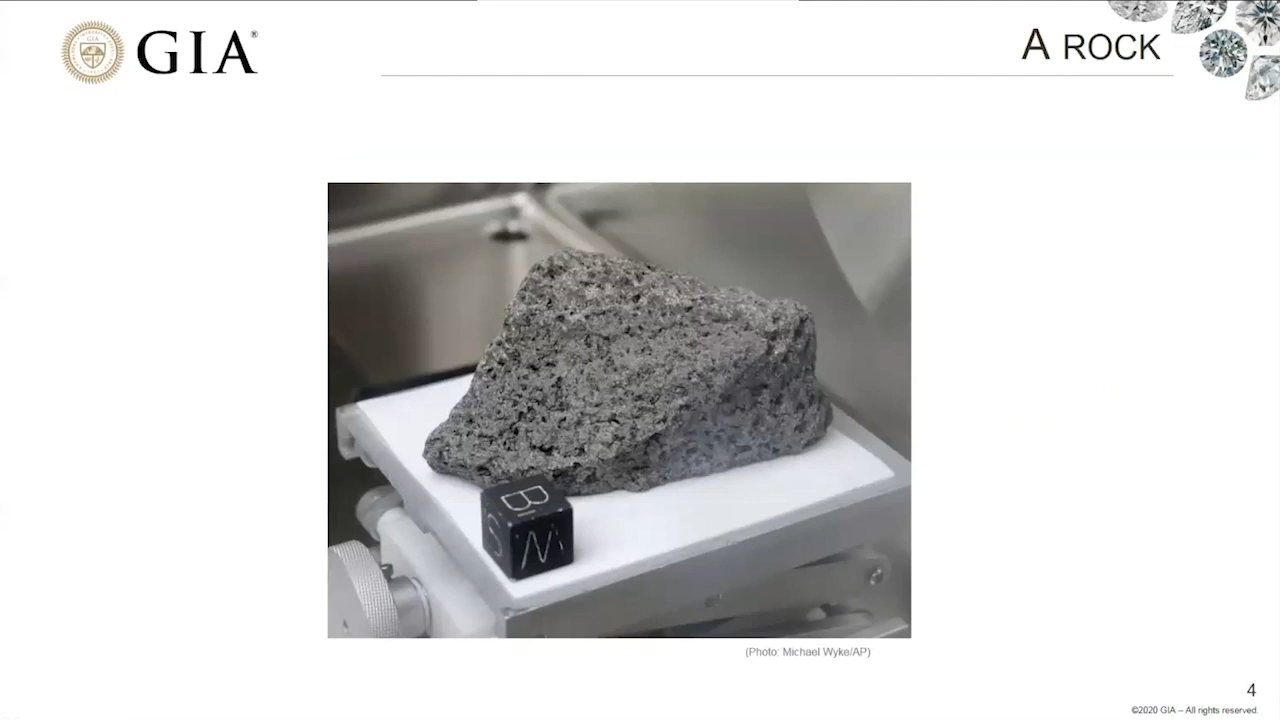 GIA®
A ROCK
B
S
W
(Photo: Michael Wyke/AP)
4
©2020 GIA – All rights reserved.